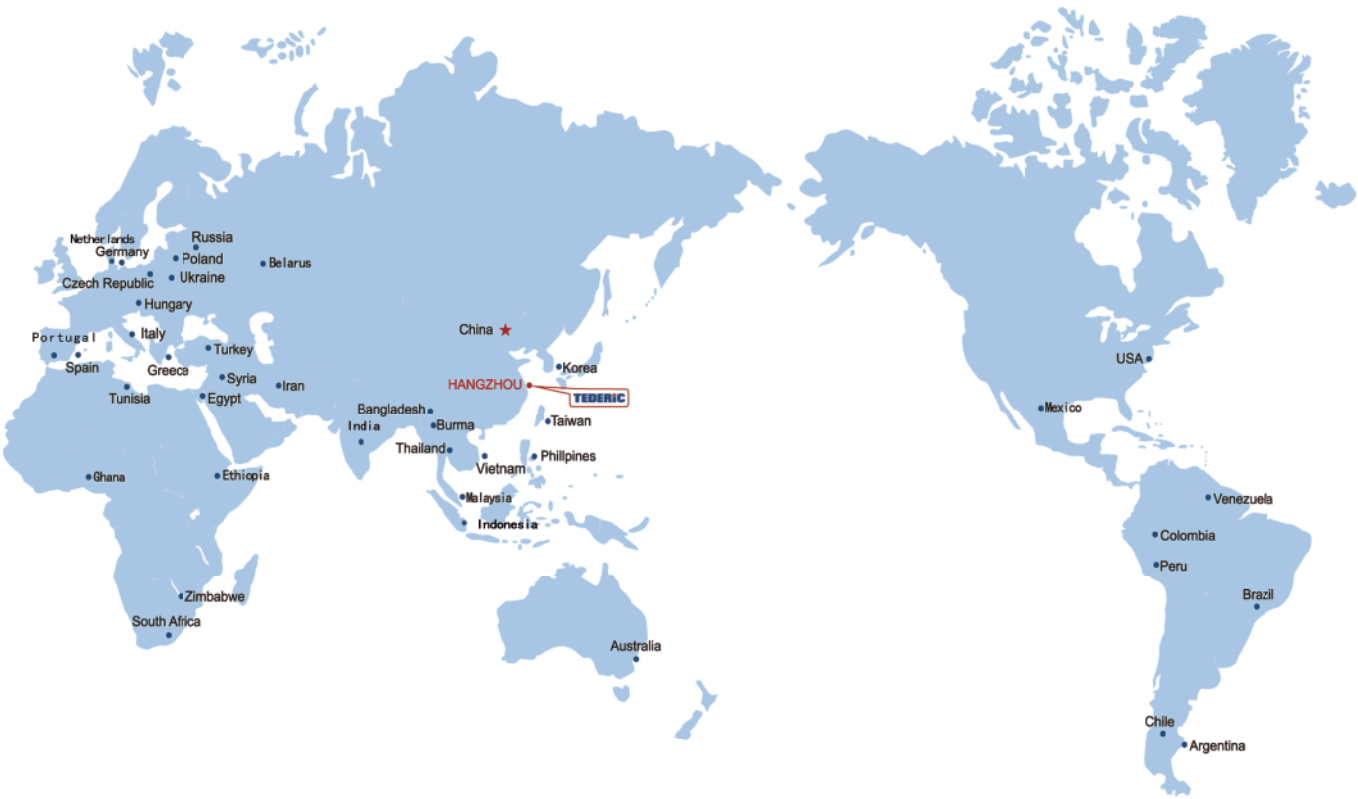 Netherlands
Germany
Russia
Poland
Belarus
Czech Republic
Ukraine
Hungary
Portugal
Italy
Spain
Greece
Turkey
Tunisia
Syria
Egypt
Iran
China
Korea
HANGZHOU
TEDERIC
Bangladesh
India
Burma
Taiwan
Thailand
Vietnam
Phillpines
Ghana
Ethiopia
Malaysia
Indonesia
Zimbabwe
South Africa
Australia
USA
Mexico
Venezuela
Colombia
Peru
Brazil
Chile
Argentina